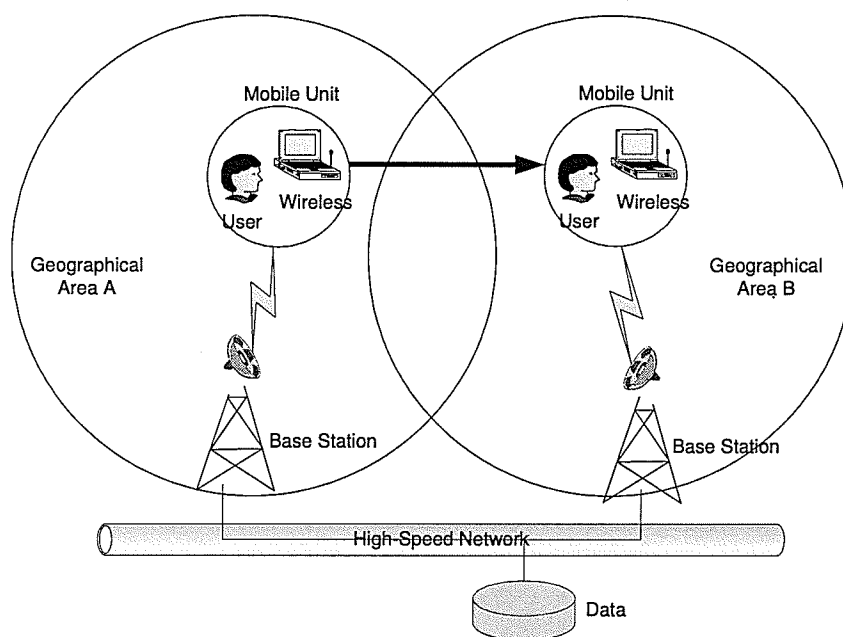 Mobile Unit
Mobile Unit
User
Wireless
User
Wireless
Geographical
Area A
Geographical
Area B
Base Station
Base Station
High-Speed Network
Data